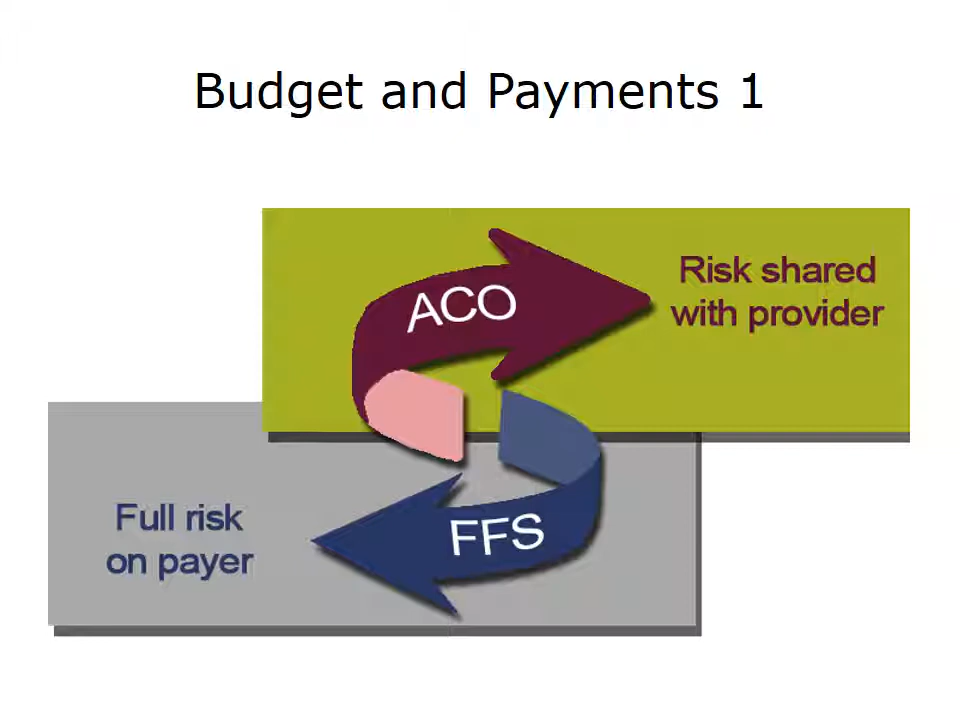 Budget and Payments 1
ACO
Risk shared
with provider
Full risk
on payer
FFS